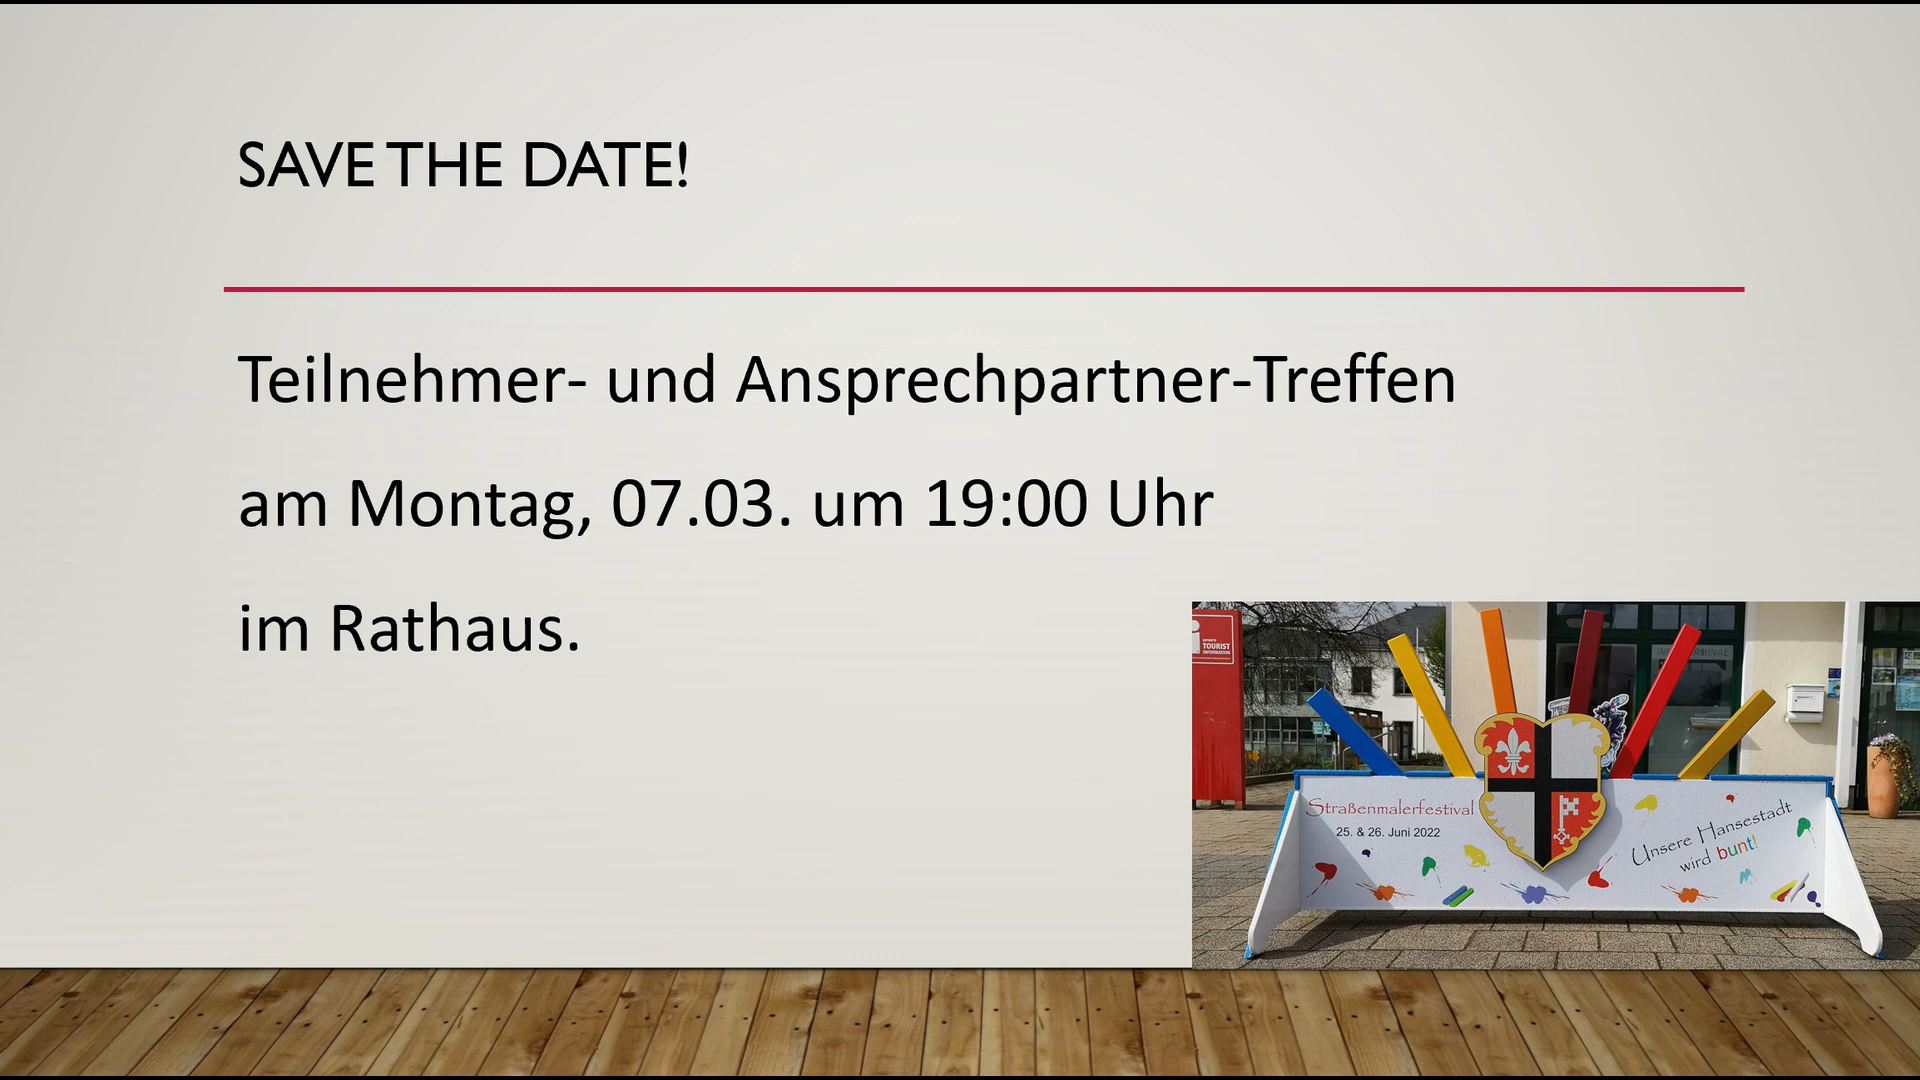 SAVE THE DATE!
Teilnehmer- und Ansprechpartner-Treffen
am Montag, 07.03. um 19:00 Uhr
im Rathaus.
i
TOURIST
INFORMATION
Straßenmalerfestival
25. & 26. Juni 2022
Unsere Hansestadt
wird bunt!